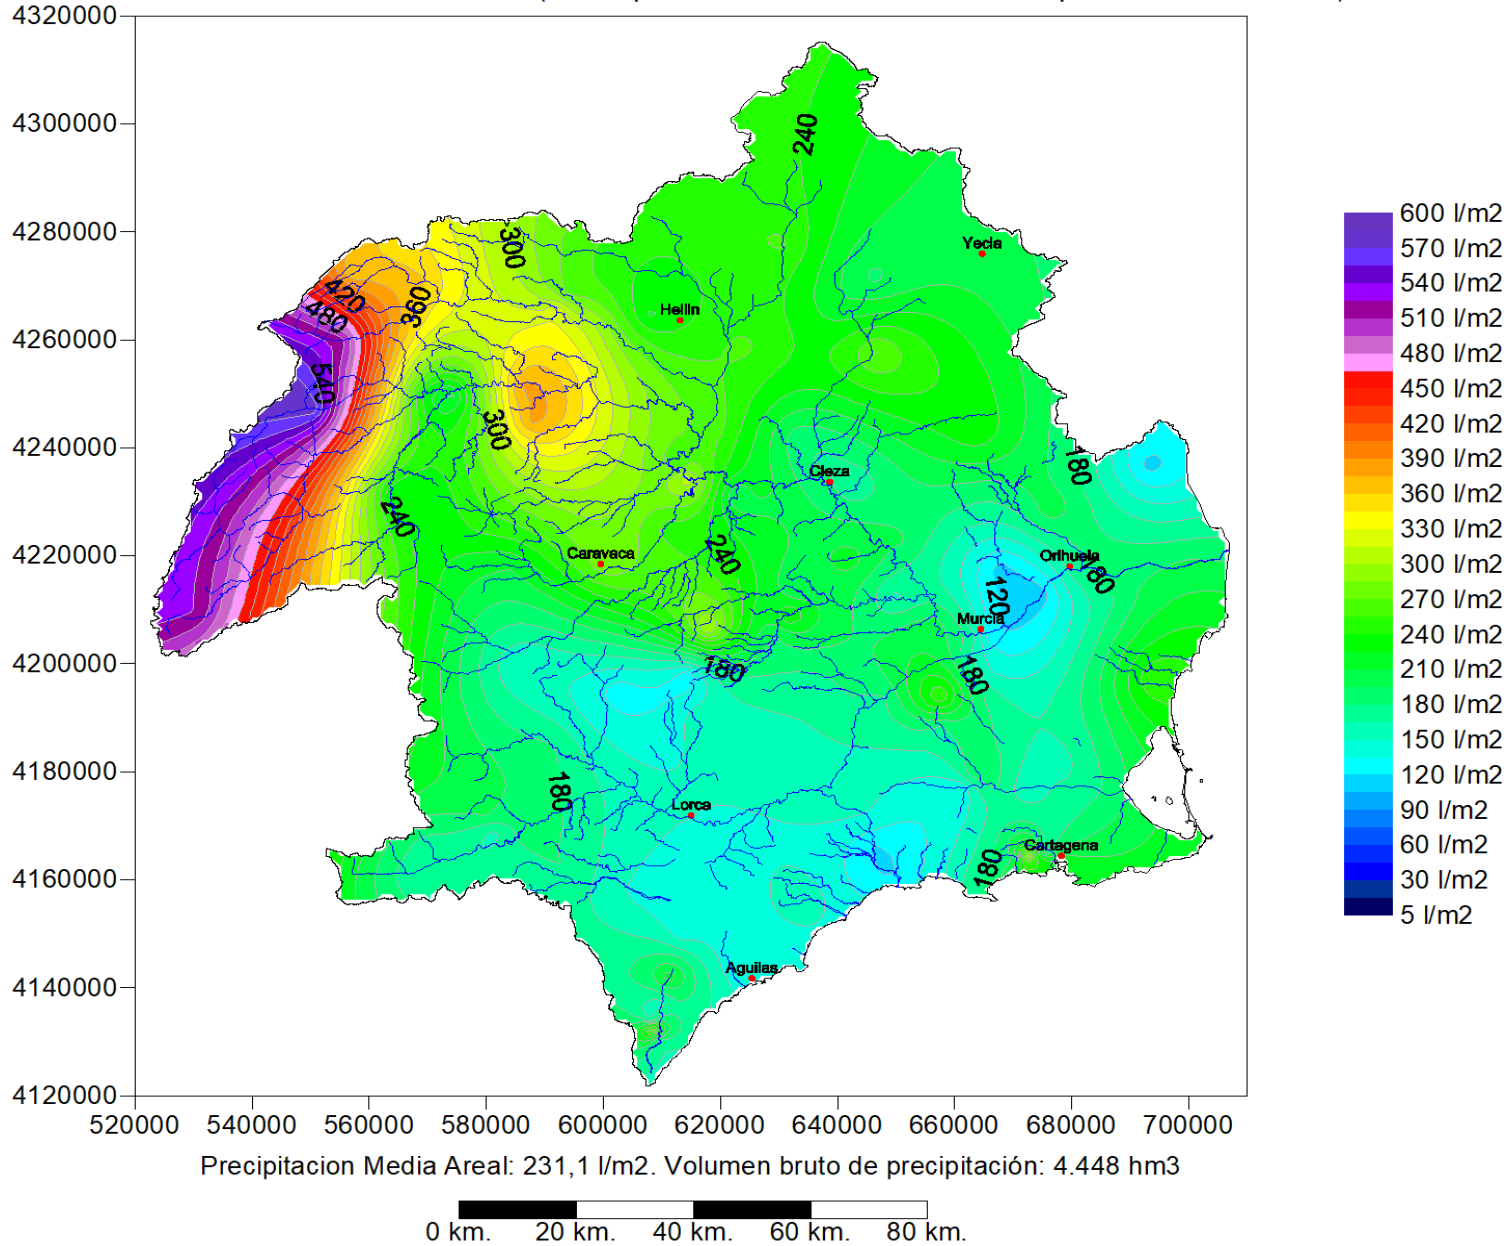 4320000
4300000
4280000
4260000
4240000
4220000
4200000
4180000
4160000
4140000
4120000
520000 540000 560000 580000 600000 620000 640000 660000 680000 700000
240
300
Yecla
420
480
360
Hellin
540
300
180
Cieza
240
Caravaca
240
Orihuela
180
120
Murcia
180
180
180
Lorca
Cartagena
180
Aguilas
600 l/m2
570 l/m2
540 l/m2
510 l/m2
480 l/m2
450 l/m2
420 l/m2
390 l/m2
360 l/m2
330 l/m2
300 l/m2
270 l/m2
240 l/m2
210 l/m2
180 l/m2
150 l/m2
120 l/m2
90 l/m2
60 l/m2
30 l/m2
5 l/m2
Precipitacion Media Areal: 231,1 l/m2. Volumen bruto de precipitación: 4.448 hm3
0 km. 20 km. 40 km. 60 km. 80 km.